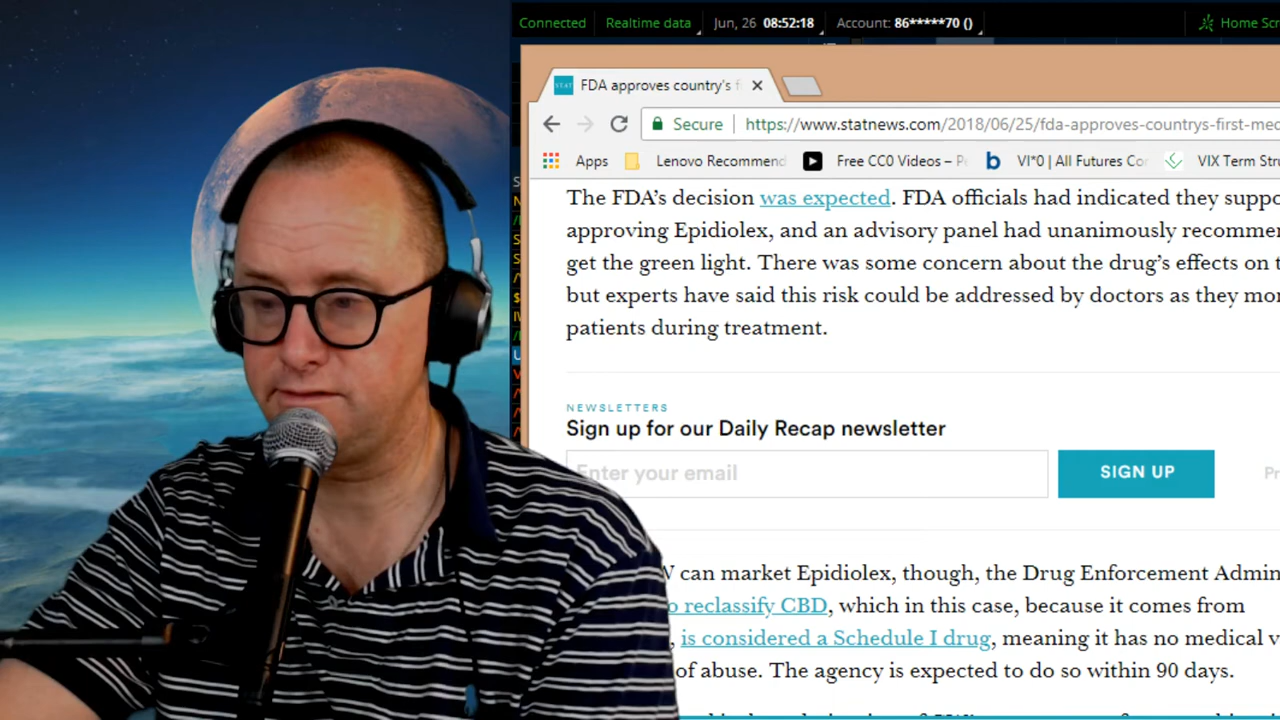 Connected Realtime data Jun, 26 08:52:18 Account: 86*****70 () Home Scr
FDA approves country's f
Secure https://www.statnews.com/2018/06/25/fda-approves-countrys-first-med
Apps Lenovo Recommend Free CC0 Videos – Pe VI*0 | All Futures Co VIX Term Stru
The FDA's decision was expected. FDA officials had indicated they suppo
approving Epidiolex, and an advisory panel had unanimously recommen
get the green light. There was some concern about the drug's effects on t
but experts have said this risk could be addressed by doctors as they mon
patients during treatment.
NEWSLETTERS
Sign up for our Daily Recap newsletter
Enter your email SIGN UP Pr
W can market Epidiolex, though, the Drug Enforcement Admin
o reclassify CBD, which in this case, because it comes from
, is considered a Schedule I drug, meaning it has no medical v
of abuse. The agency is expected to do so within 90 days.